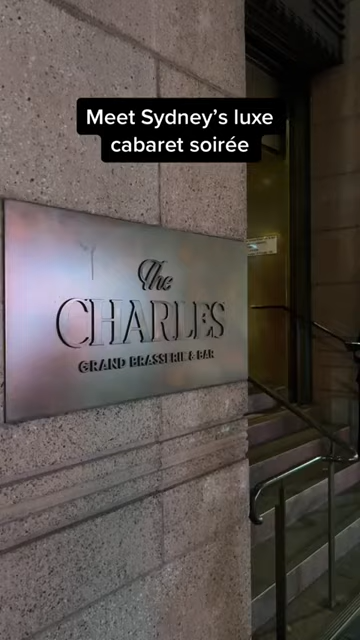 Meet Sydney’s luxe
cabaret soirée
The
CHARLES
GRAND BRASSERIE & BAR